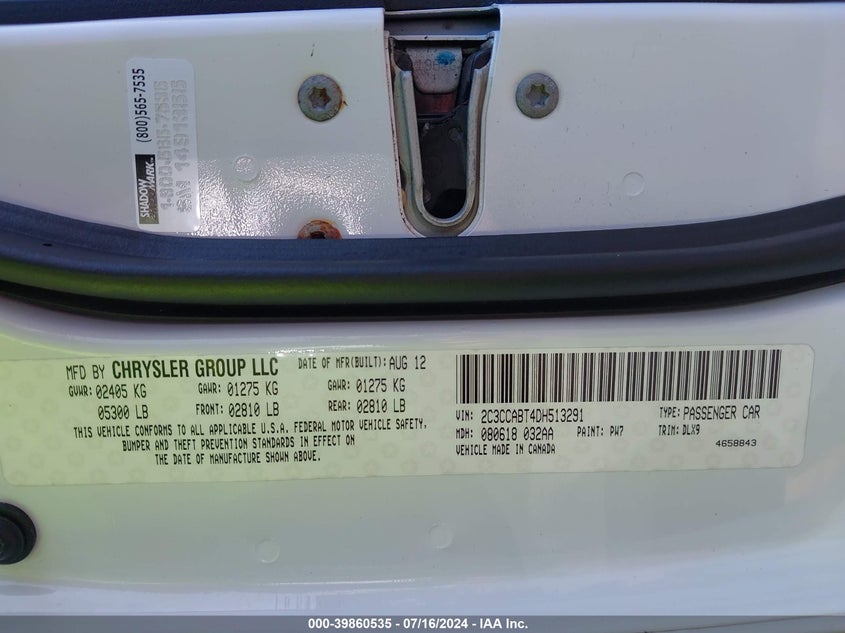 (800)565-7535
SHADOW MARK
MFD BY CHRYSLER GROUP LLC
DATE OF MFR(BUILT): AUG 12
GVWR: 02405 KG GAWR: 01275 KG GAWR: 01275 KG
05300 LB FRONT: 02810 LB REAR: 02810 LB
THIS VEHICLE CONFORMS TO ALL APPLICABLE U.S.A. FEDERAL MOTOR VEHICLE SAFETY,
BUMPER AND THEFT PREVENTION STANDARDS IN EFFECT ON
THE DATE OF MANUFACTURE SHOWN ABOVE.
VIN: 2C3CCABT4DH513291 TYPE: PASSENGER CAR
MDH: 080618 032AA PAINT: PW7 TRIM: DLX9
VEHICLE MADE IN CANADA 4658843
000-39860535 - 07/16/2024 - IAA Inc.